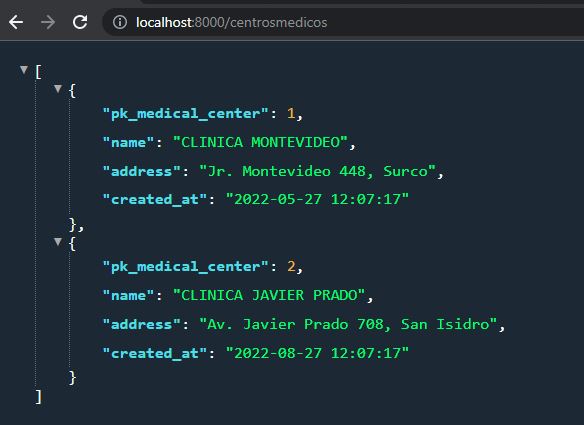 localhost:8000/centrosmedicos
[
{
"pk_medical_center": 1,
"name": "CLINICA MONTEVIDEO",
"address": "Jr. Montevideo 448, Surco",
"created_at": "2022-05-27 12:07:17"
},
{
"pk_medical_center": 2,
"name": "CLINICA JAVIER PRADO",
"address": "Av. Javier Prado 708, San Isidro",
"created_at": "2022-08-27 12:07:17"
}
]